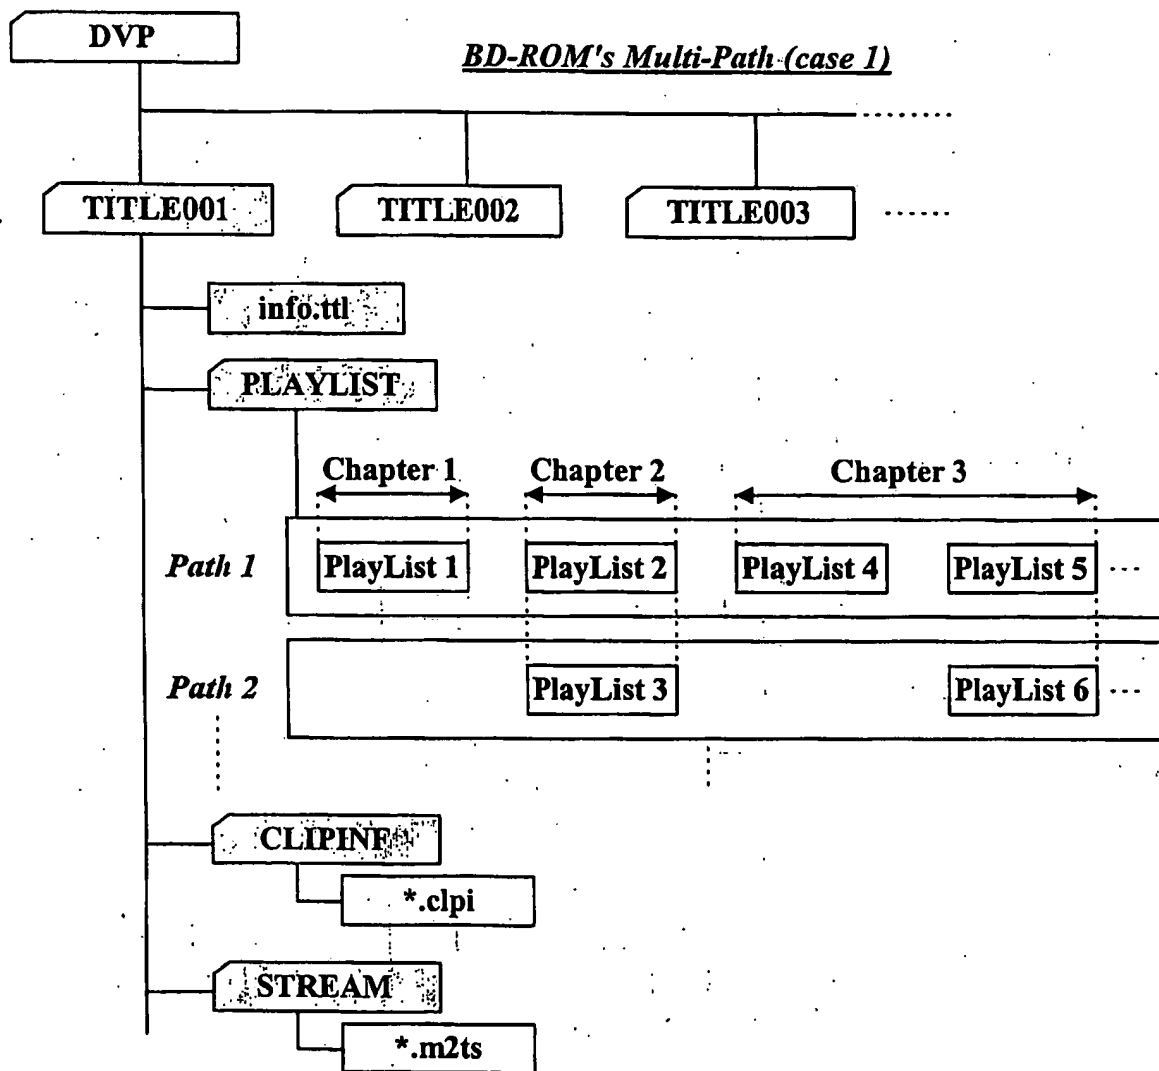 DVP
BD-ROM's Multi-Path (case 1)
TITLE001
TITLE002
TITLE003
info.ttl
PLAYLIST
Chapter 1
Chapter 2
Chapter 3
Path 1
PlayList 1
PlayList 2
PlayList 4
PlayList 5
Path 2
PlayList 3
PlayList 6
CLIPINF
*.clpi
STREAM
*.m2ts